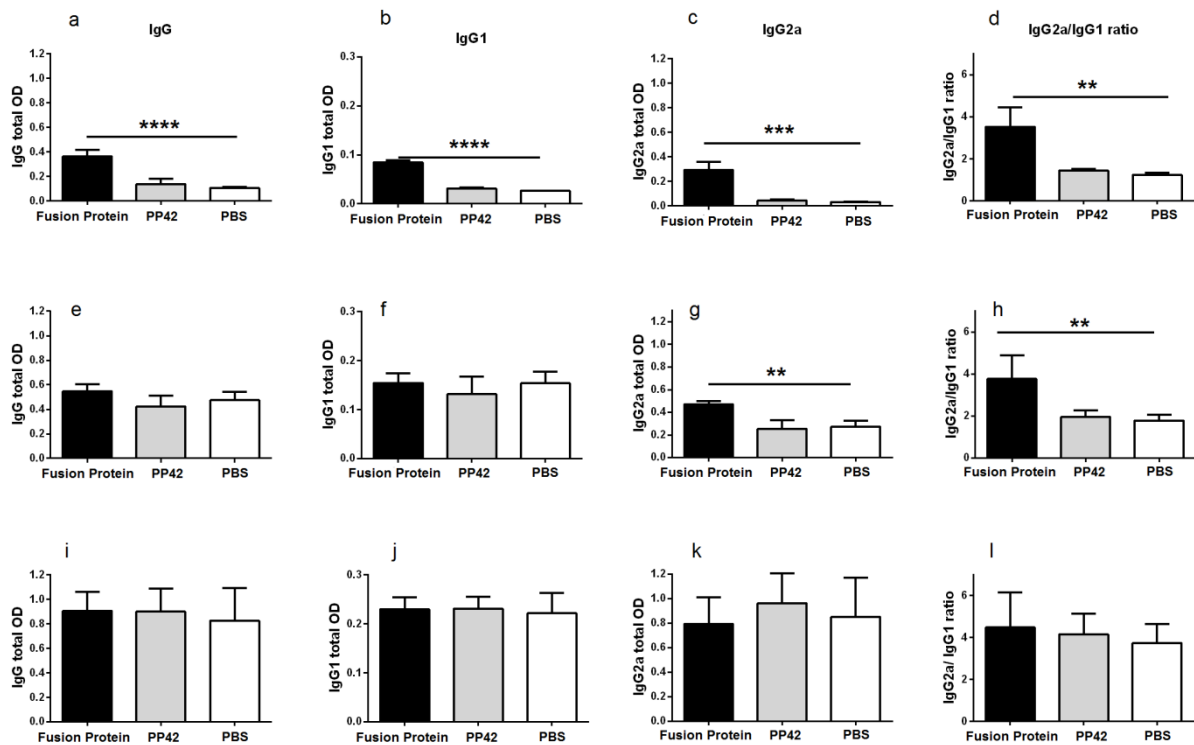 a
IgG
IgG total OD
1.2
1.0
0.8
0.6
0.4
0.2
0.0
****
Fusion Protein PP42 PBS
b
IgG1
IgG1 total OD
0.3
0.2
0.1
0.0
****
Fusion Protein PP42 PBS
c
IgG2a
IgG2a total OD
1.2
1.0
0.8
0.6
0.4
0.2
0.0
***
Fusion Protein PP42 PBS
d
IgG2a/IgG1 ratio
IgG2a/IgG1 ratio
6
4
2
0
**
Fusion Protein PP42 PBS
e
IgG total OD
1.2
1.0
0.8
0.6
0.4
0.2
0.0
Fusion Protein PP42 PBS
f
IgG1 total OD
0.3
0.2
0.1
0.0
Fusion Protein PP42 PBS
g
IgG2a total OD
1.2
1.0
0.8
0.6
0.4
0.2
0.0
**
Fusion Protein PP42 PBS
h
IgG2a/IgG1 ratio
6
4
2
0
**
Fusion Protein PP42 PBS
i
IgG total OD
1.2
1.0
0.8
0.6
0.4
0.2
0.0
Fusion Protein PP42 PBS
j
IgG1 total OD
0.3
0.2
0.1
0.0
Fusion Protein PP42 PBS
k
IgG2a total OD
1.2
1.0
0.8
0.6
0.4
0.2
0.0
Fusion Protein PP42 PBS
l
IgG2a/ IgG1 ratio
6
4
2
0
Fusion Protein PP42 PBS